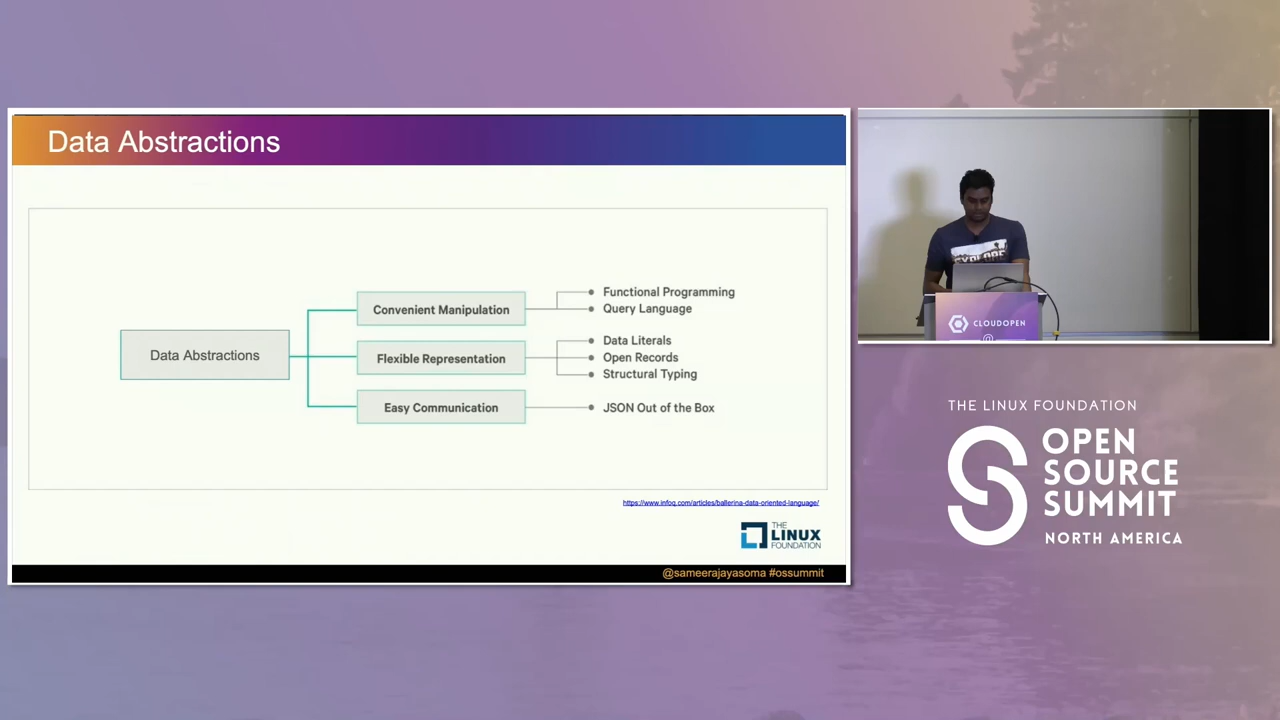 Data Abstractions
Data Abstractions
Convenient Manipulation
Flexible Representation
Easy Communication
Functional Programming
Query Language
Data Literals
Open Records
Structural Typing
JSON Out of the Box
https://www.infoq.com/articles/ballerina-data-oriented-language/
THE
LINUX
FOUNDATION
@sameerajayasoma #ossummit
EXPLORE
CLOUDOPEN
THE LINUX FOUNDATION
OPEN
SOURCE
SUMMIT
NORTH AMERICA